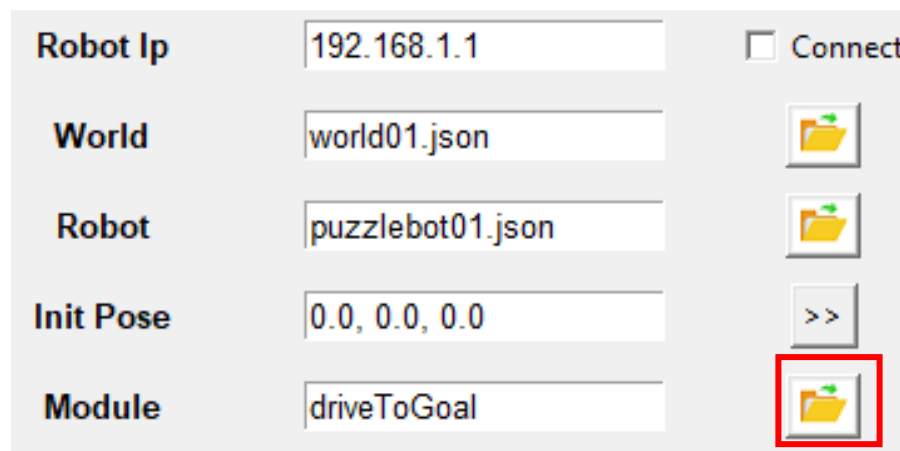 Robot Ip 192.168.1.1 Connect
World world01.json
Robot puzzlebot01.json
Init Pose 0.0, 0.0, 0.0 >>
Module driveToGoal